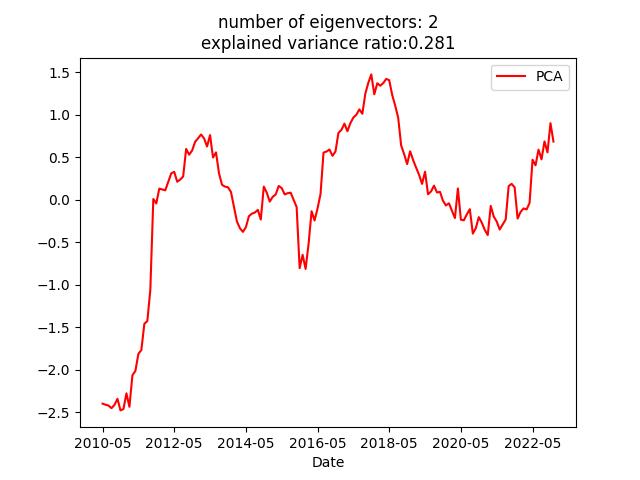 number of eigenvectors: 2
explained variance ratio:0.281
PCA
1.5
1.0
0.5
0.0
−0.5
−1.0
−1.5
−2.0
−2.5
2010-05 2012-05 2014-05 2016-05 2018-05 2020-05 2022-05
Date